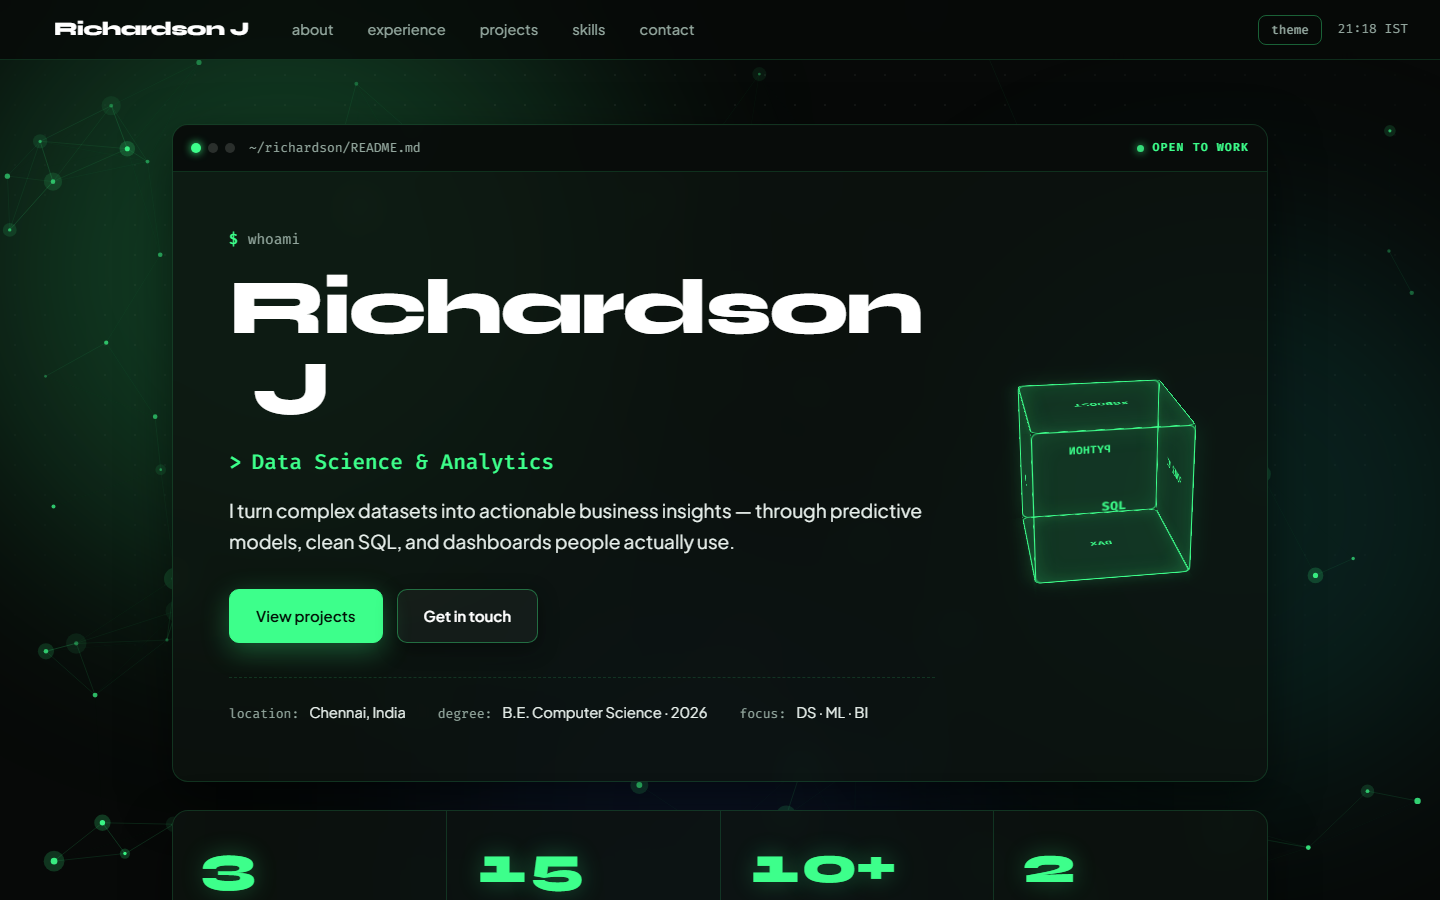 Richardson J
about experience projects skills contact
theme
21:18 IST
~/richardson/README.md
OPEN TO WORK
$ whoami
Richardson
J
> Data Science & Analytics
I turn complex datasets into actionable business insights — through predictive
models, clean SQL, and dashboards people actually use.
View projects
Get in touch
location: Chennai, India degree: B.E. Computer Science · 2026 focus: DS · ML · BI
PYTHON
SQL
DAX
3
15
10+
2